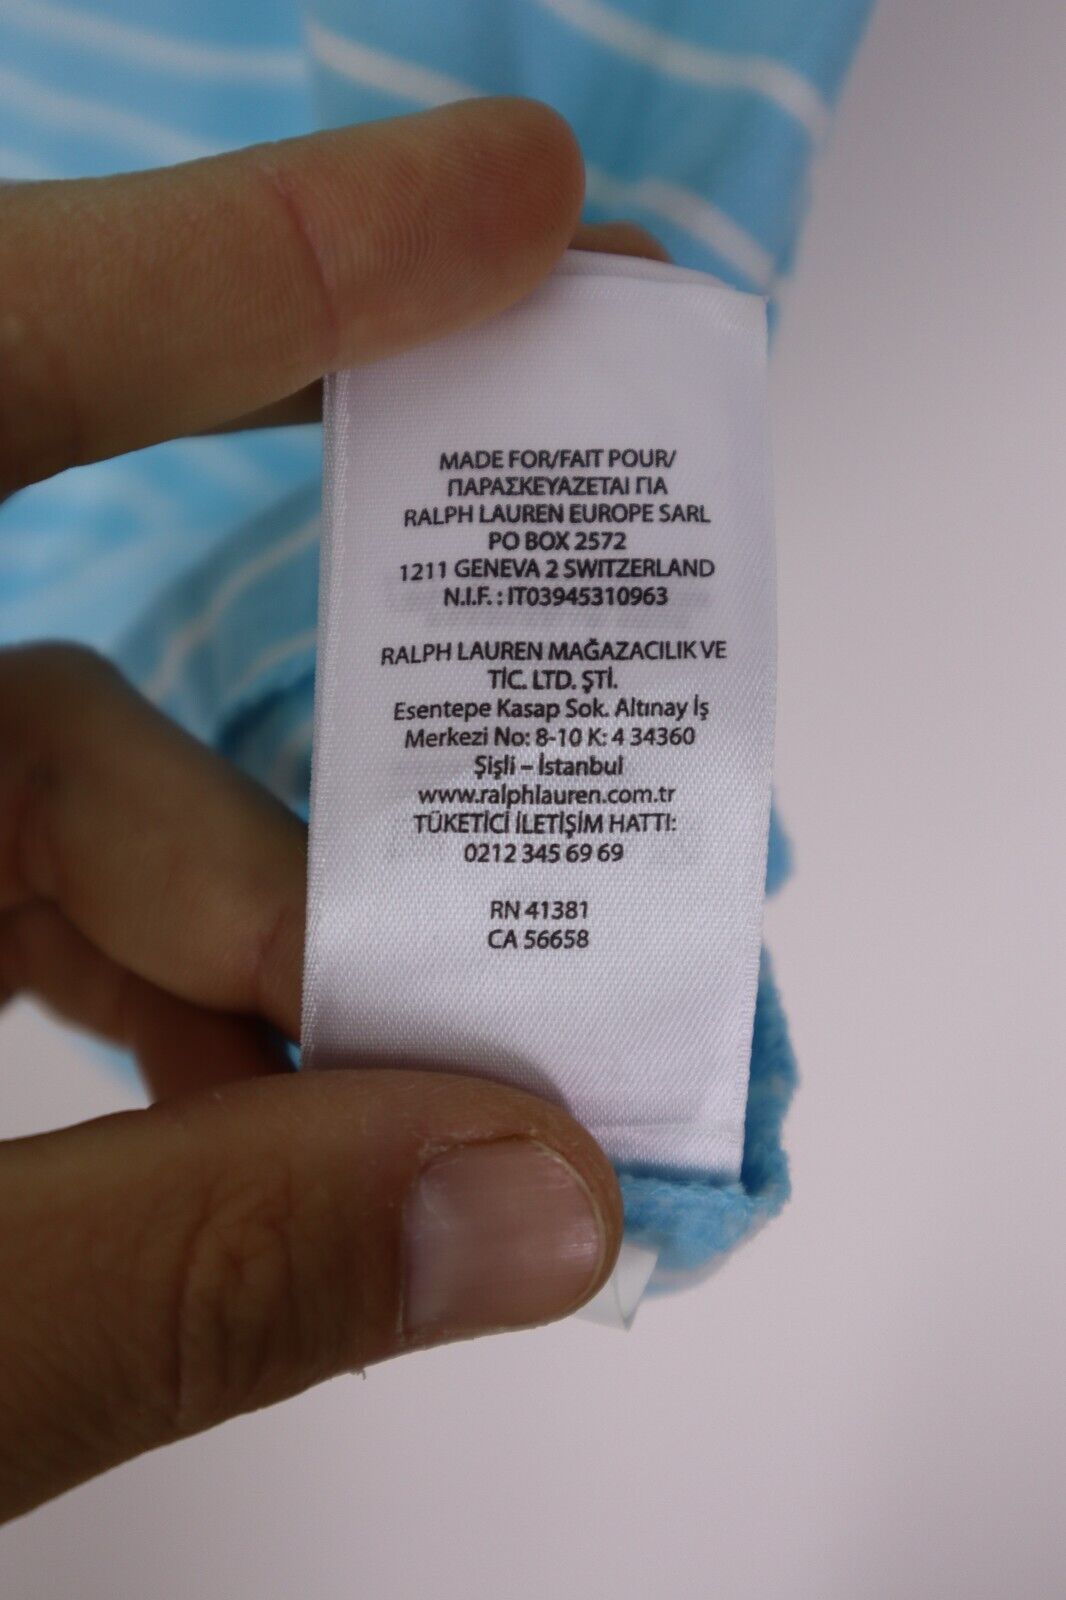 MADE FOR/FAIT POUR/
ΠΑΡΑΣΚΕΥΑΖΕΤΑΙ ΓΙΑ
RALPH LAUREN EUROPE SARL
PO BOX 2572
1211 GENEVA 2 SWITZERLAND
N.I.F. : IT03945310963
RALPH LAUREN MAĞAZACILIK VE
TİC. LTD. ŞTİ.
Esentepe Kasap Sok. Altınay İş
Merkezi No: 8-10 K: 4 34360
Şişli – İstanbul
www.ralphlauren.com.tr
TÜKETİCİ İLETİŞİM HATTI:
0212 345 69 69
RN 41381
CA 56658